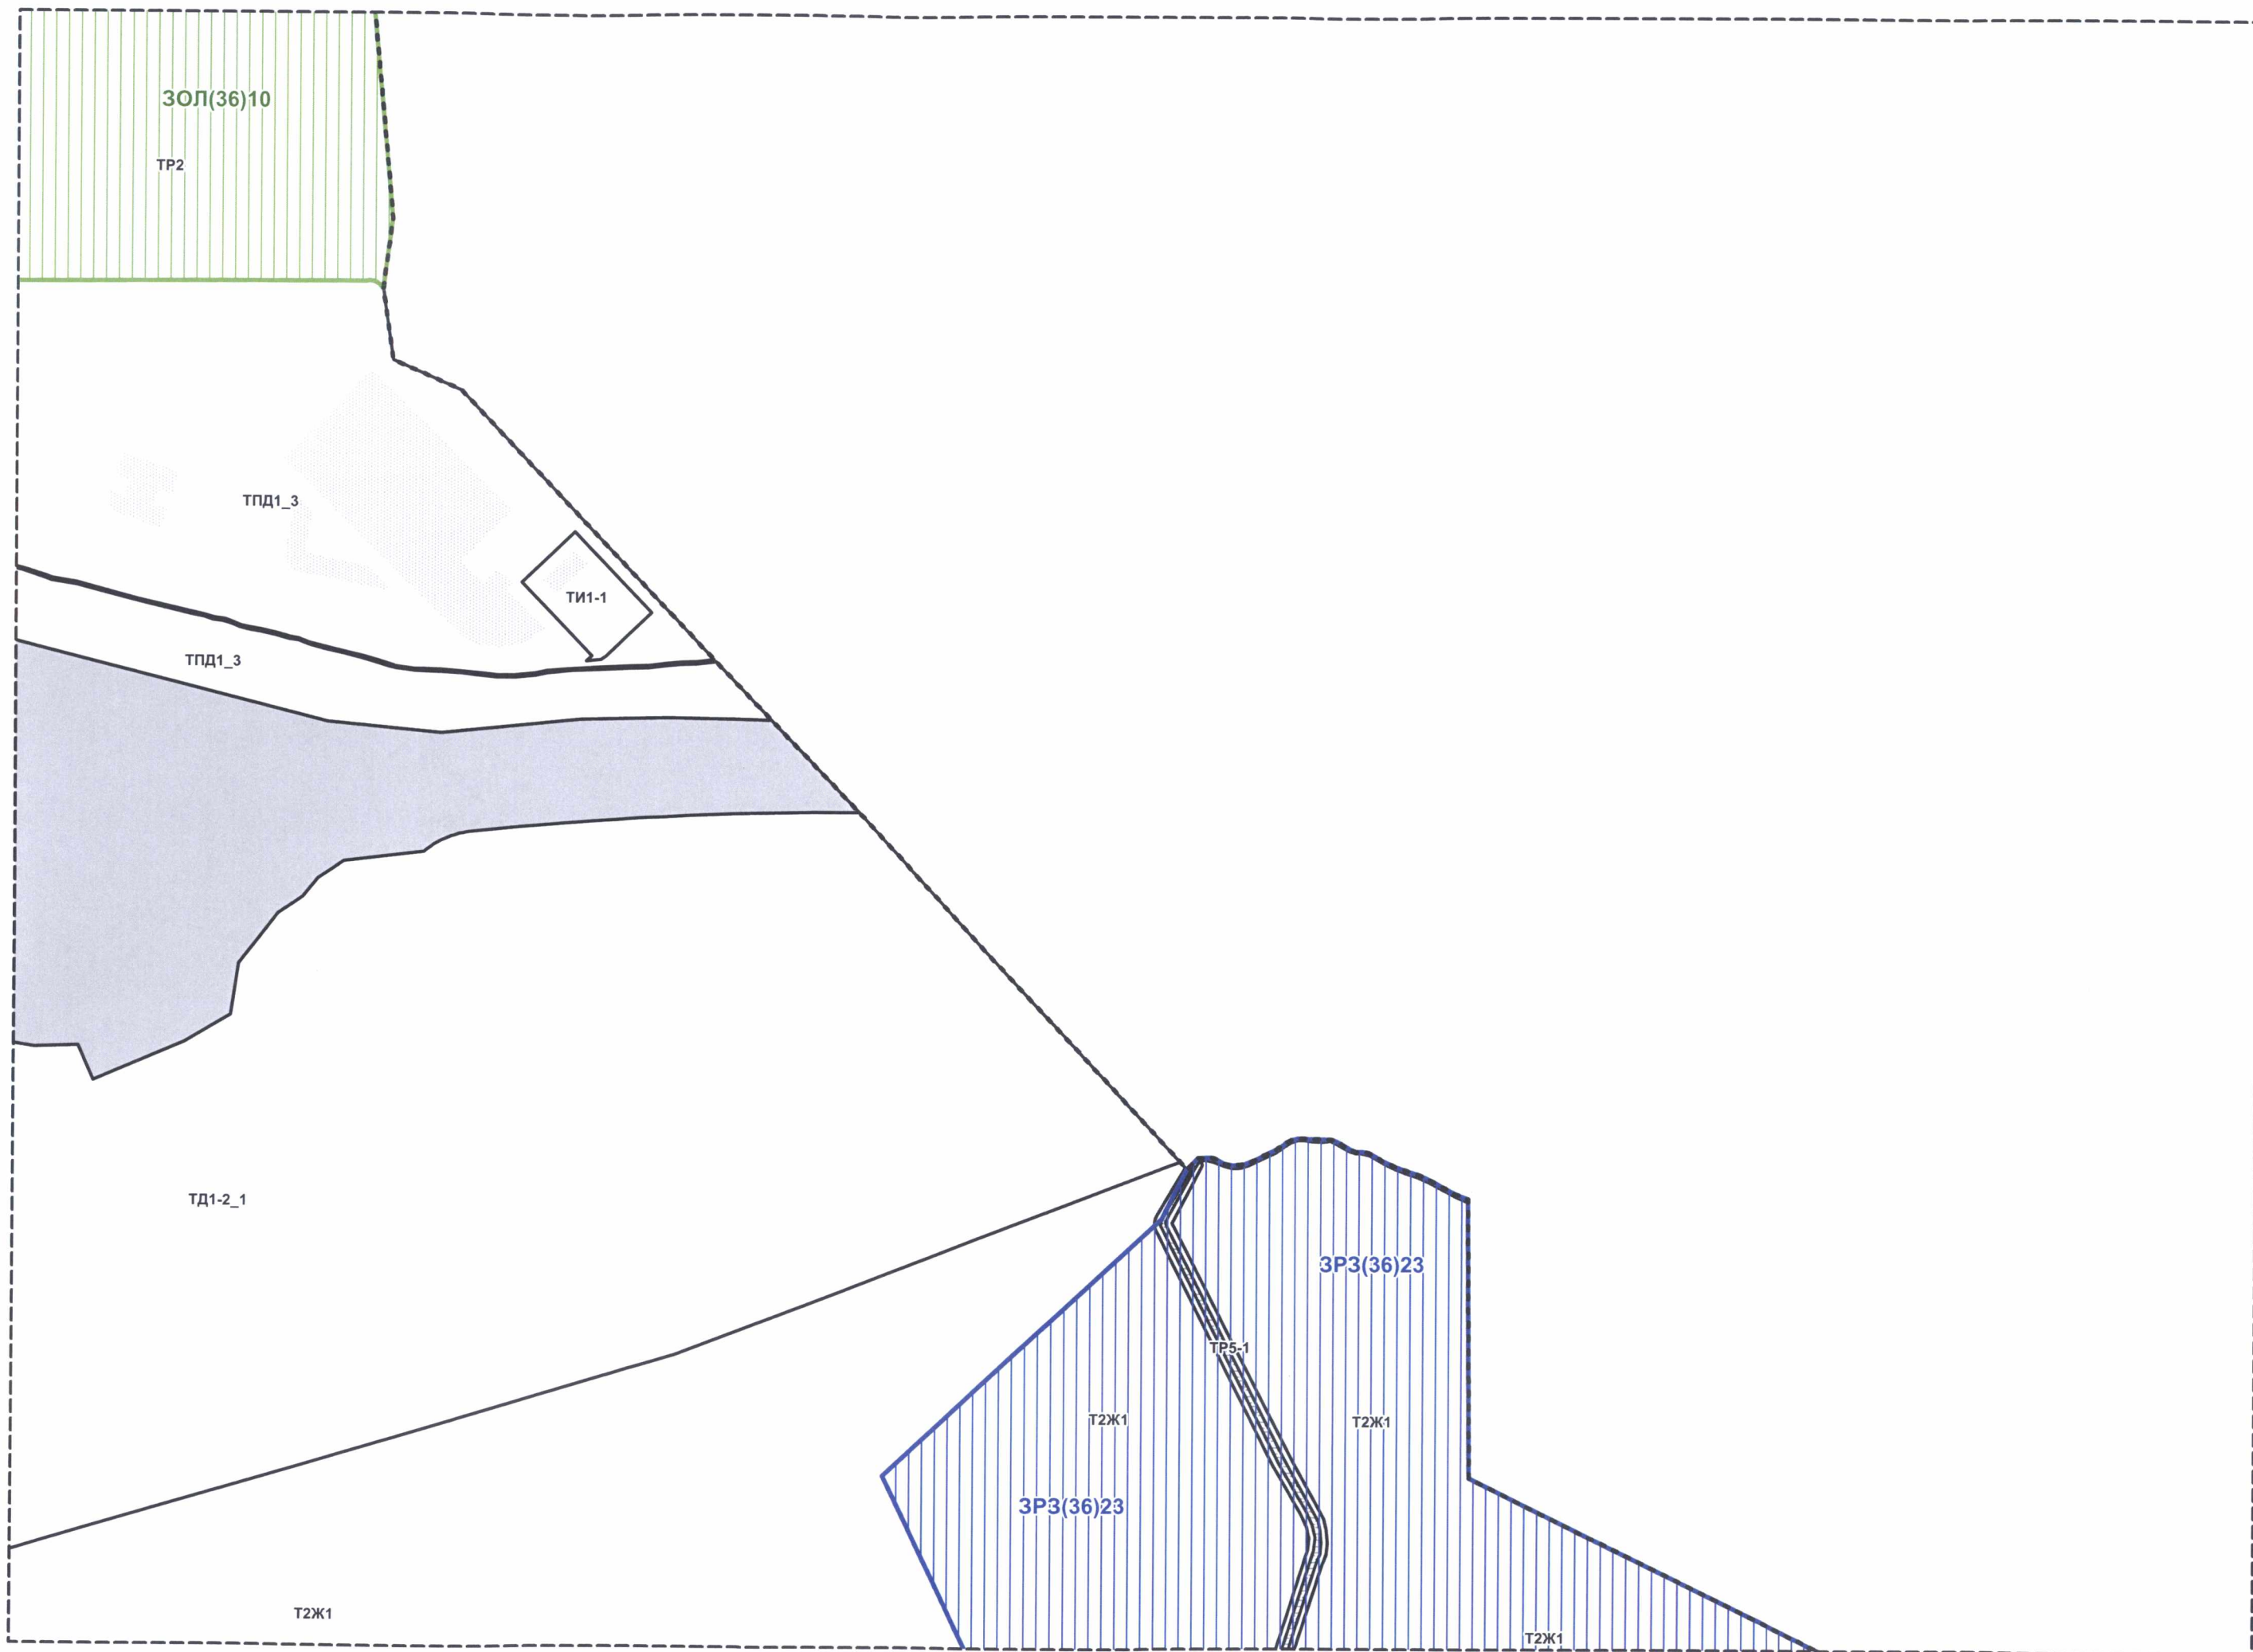 ЗОЛ(36)10
ТР2
ТПД1_3
ТИ1-1
ТПД1_3
ТД1-2_1
ЗРЗ(36)23
ТР5-1
Т2Ж1
Т2Ж1
ЗРЗ(36)23
Т2Ж1
Т2Ж1